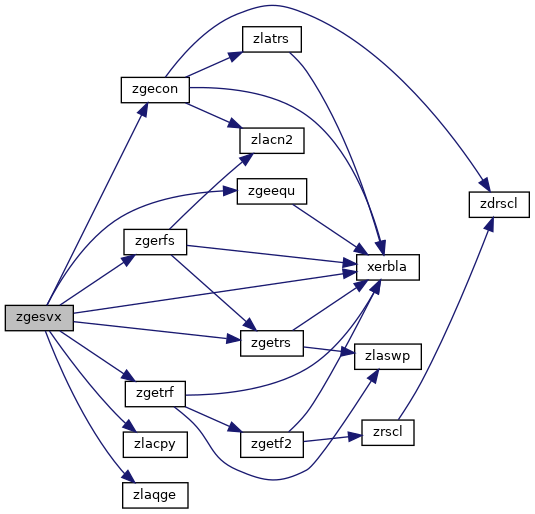 zlatrs
zgecon
zlacn2
zgeequ
zdrscl
zgerfs
xerbla
zgesvx
zgetrs
zlaswp
zgetrf
zrscl
zlacpy
zgetf2
zlaqge